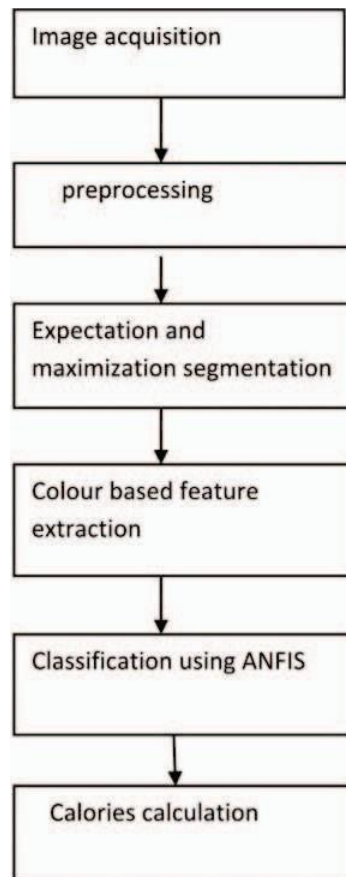 Image acquisition
preprocessing
Expectation and
maximization segmentation
Colour based feature
extraction
Classification using ANFIS
Calories calculation